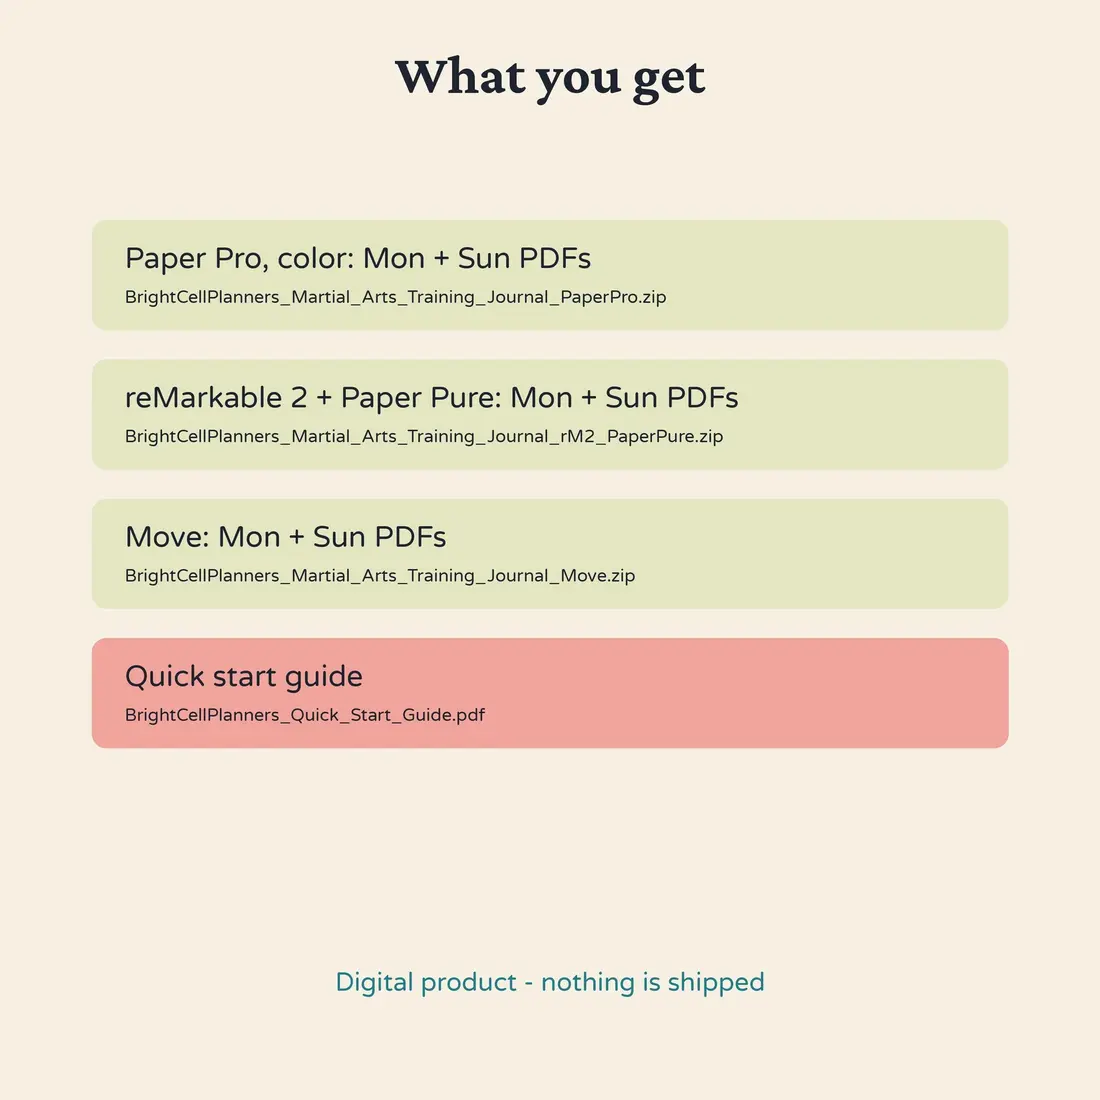 What you get
Paper Pro, color: Mon + Sun PDFs
BrightCellPlanners_Martial_Arts_Training_Journal_PaperPro.zip
reMarkable 2 + Paper Pure: Mon + Sun PDFs
BrightCellPlanners_Martial_Arts_Training_Journal_rM2_PaperPure.zip
Move: Mon + Sun PDFs
BrightCellPlanners_Martial_Arts_Training_Journal_Move.zip
Quick start guide
BrightCellPlanners_Quick_Start_Guide.pdf
Digital product - nothing is shipped